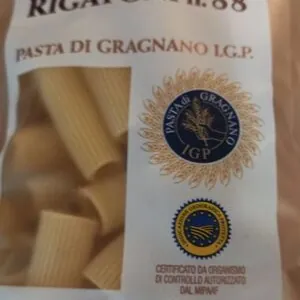 RIGATONI n. 88
PASTA DI GRAGNANO I.G.P.
PASTA di GRAGNANO
IGP
CERTIFICATO DA ORGANISMO
DI CONTROLLO AUTORIZZATO
DAL MIPAAF